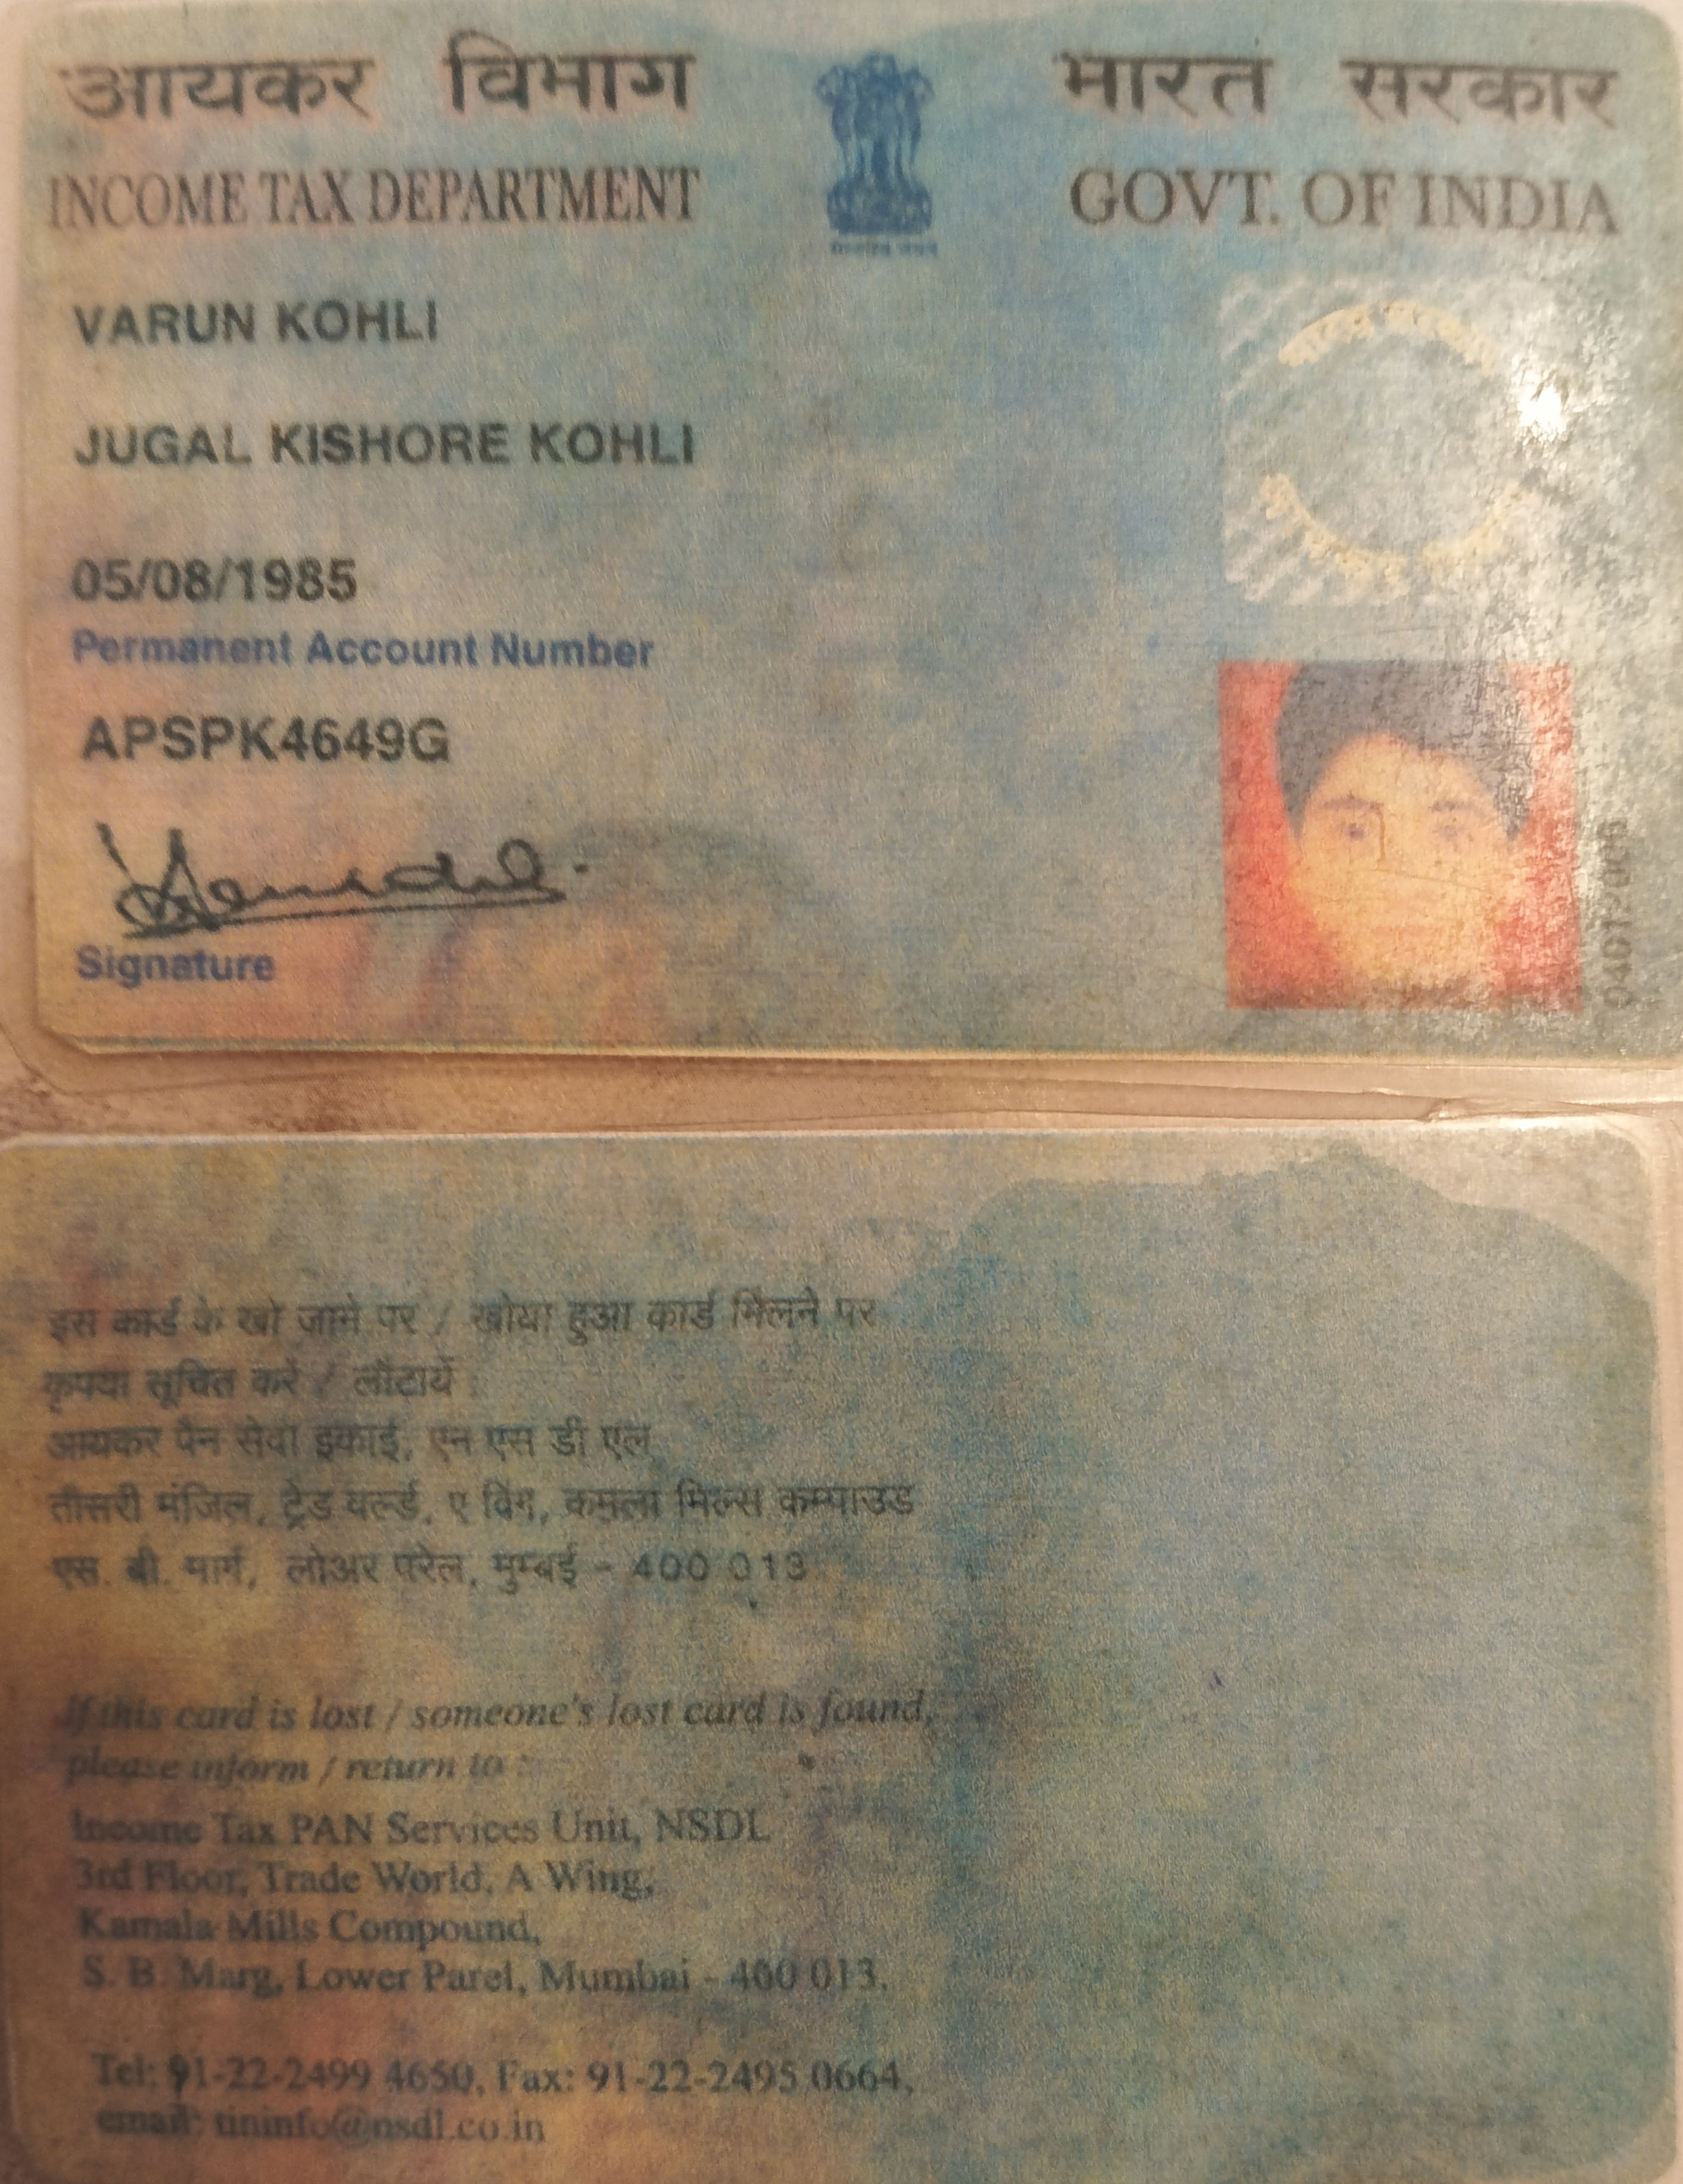 आयकर विभाग
INCOME TAX DEPARTMENT
भारत सरकार
GOVT. OF INDIA
VARUN KOHLI
JUGAL KISHORE KOHLI
05/08/1985
Permanent Account Number
APSPK4649G
Signature
इस कार्ड के खो जाने पर / खोया हुआ कार्ड मिलने पर
कृपया सूचित करें / लौटायें :
आयकर पैन सेवा इकाई, एन एस डी एल
तीसरी मंजिल, ट्रेड वर्ल्ड, ए विंग, कमला मिल्स कम्पाउंड
एस. बी. मार्ग, लोअर परेल, मुम्बई - 400 013
If this card is lost / someone's lost card is found,
please inform / return to :
Income Tax PAN Services Unit, NSDL
3rd Floor, Trade World, A Wing,
Kamala Mills Compound,
S. B. Marg, Lower Parel, Mumbai - 400 013.
Tel: 91-22-2499 4650, Fax: 91-22-2495 0664,
email: tininfo@nsdl.co.in